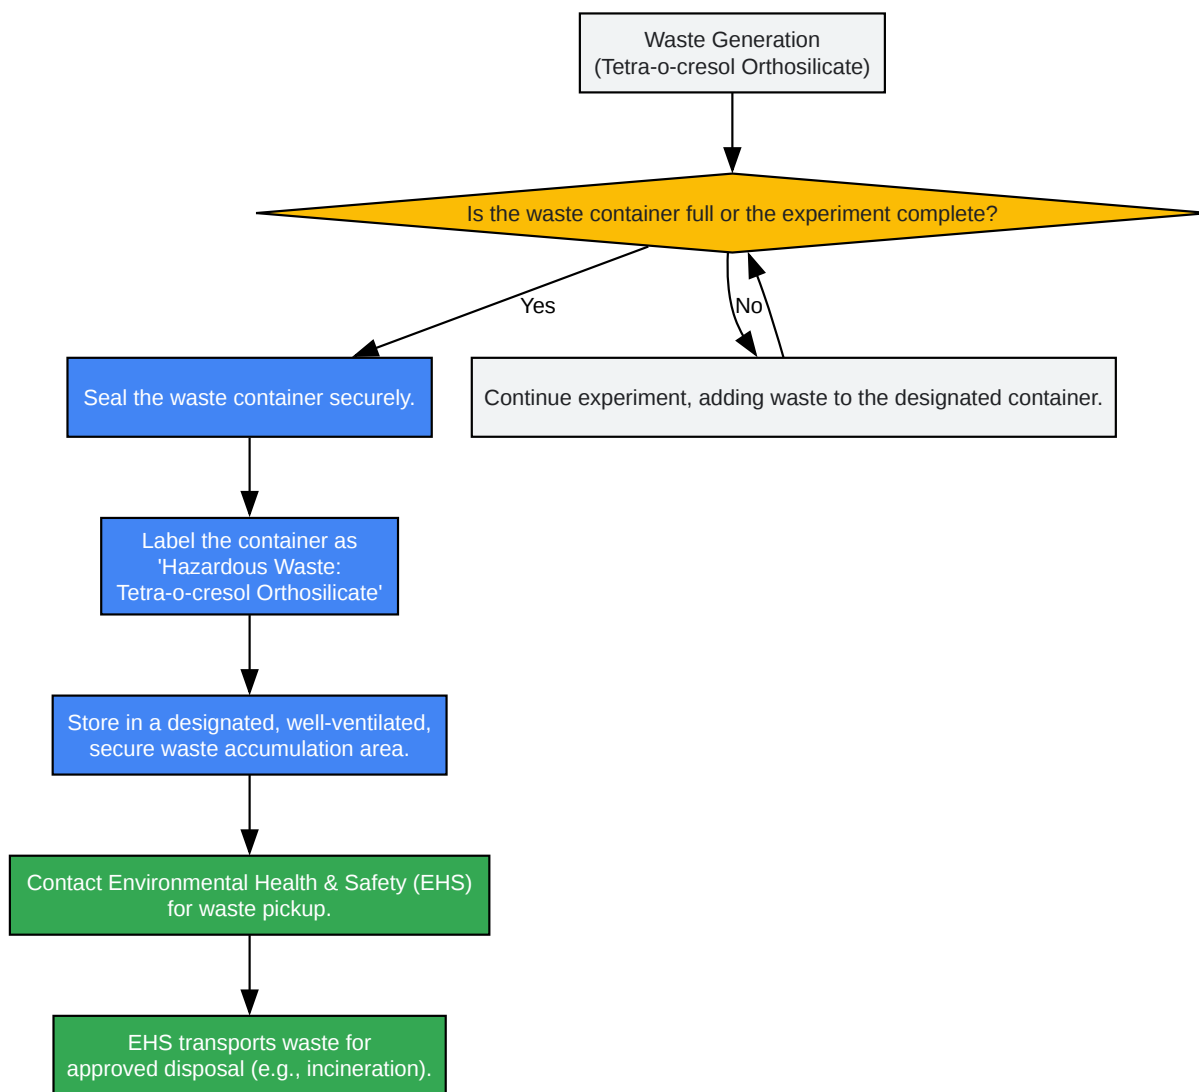 Waste Generation
(Tetra-o-cresol Orthosilicate)
Is the waste container full or the experiment complete?
Yes
No
Seal the waste container securely.
Continue experiment, adding waste to the designated container.
Label the container as
'Hazardous Waste:
Tetra-o-cresol Orthosilicate'
Store in a designated, well-ventilated,
secure waste accumulation area.
Contact Environmental Health & Safety (EHS)
for waste pickup.
EHS transports waste for
approved disposal (e.g., incineration).